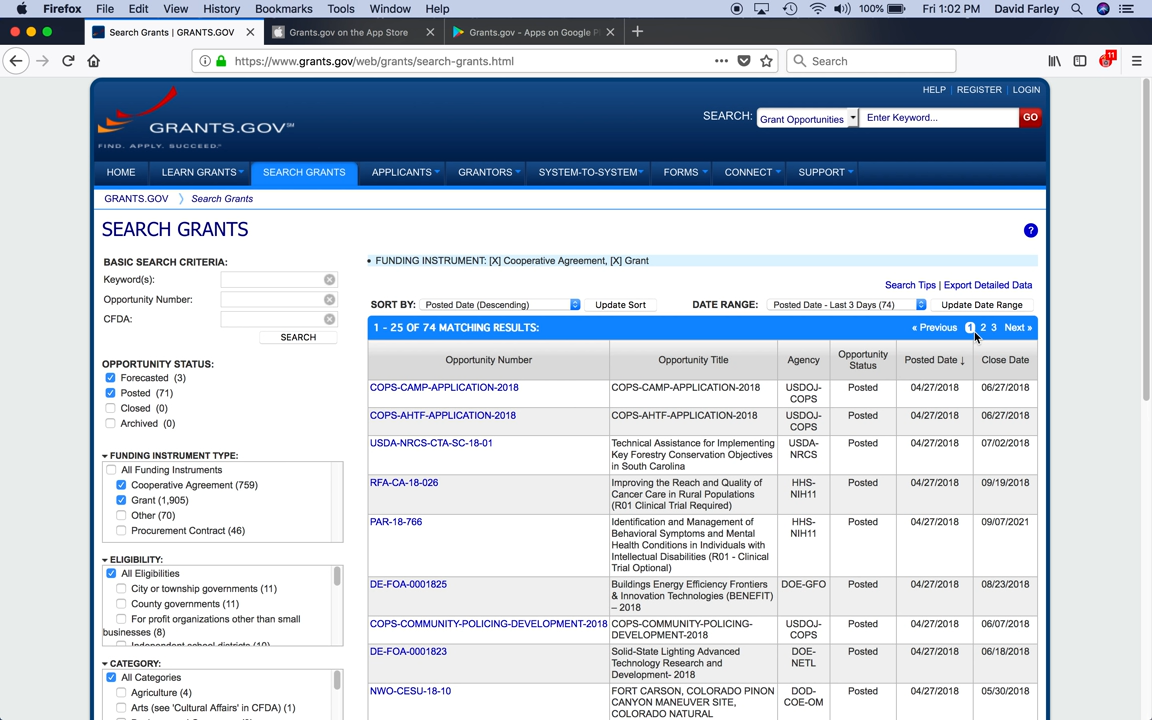 Firefox File Edit View History Bookmarks Tools Window Help 100% Fri 1:02 PM David Farley
Search Grants | GRANTS.GOV Grants.gov on the App Store Grants.gov - Apps on Google Pl
https://www.grants.gov/web/grants/search-grants.html Search 11
HELP | REGISTER | LOGIN
SEARCH: Grant Opportunities Enter Keyword... GO
GRANTS.GOV℠
FIND. APPLY. SUCCEED.℠
HOME LEARN GRANTS SEARCH GRANTS APPLICANTS GRANTORS SYSTEM-TO-SYSTEM FORMS CONNECT SUPPORT
GRANTS.GOV 〉 Search Grants
SEARCH GRANTS ?
BASIC SEARCH CRITERIA:
Keyword(s):
Opportunity Number:
CFDA:
SEARCH
OPPORTUNITY STATUS:
Forecasted (3)
Posted (71)
Closed (0)
Archived (0)
FUNDING INSTRUMENT TYPE:
All Funding Instruments
Cooperative Agreement (759)
Grant (1,905)
Other (70)
Procurement Contract (46)
ELIGIBILITY:
All Eligibilities
City or township governments (11)
County governments (11)
For profit organizations other than small
businesses (8)
Independent school districts (10)
CATEGORY:
All Categories
Agriculture (4)
Arts (see 'Cultural Affairs' in CFDA) (1)
• FUNDING INSTRUMENT: [X] Cooperative Agreement, [X] Grant
Search Tips | Export Detailed Data
SORT BY: Posted Date (Descending) Update Sort DATE RANGE: Posted Date - Last 3 Days (74) Update Date Range
1 - 25 OF 74 MATCHING RESULTS: « Previous 1 2 3 Next »
Opportunity Number Opportunity Title Agency Opportunity Status Posted Date ↓ Close Date
COPS-CAMP-APPLICATION-2018 COPS-CAMP-APPLICATION-2018 USDOJ-COPS Posted 04/27/2018 06/27/2018
COPS-AHTF-APPLICATION-2018 COPS-AHTF-APPLICATION-2018 USDOJ-COPS Posted 04/27/2018 06/27/2018
USDA-NRCS-CTA-SC-18-01 Technical Assistance for Implementing Key Forestry Conservation Objectives in South Carolina USDA-NRCS Posted 04/27/2018 07/02/2018
RFA-CA-18-026 Improving the Reach and Quality of Cancer Care in Rural Populations (R01 Clinical Trial Required) HHS-NIH11 Posted 04/27/2018 09/19/2018
PAR-18-766 Identification and Management of Behavioral Symptoms and Mental Health Conditions in Individuals with Intellectual Disabilities (R01 - Clinical Trial Optional) HHS-NIH11 Posted 04/27/2018 09/07/2021
DE-FOA-0001825 Buildings Energy Efficiency Frontiers & Innovation Technologies (BENEFIT) – 2018 DOE-GFO Posted 04/27/2018 08/23/2018
COPS-COMMUNITY-POLICING-DEVELOPMENT-2018 COPS-COMMUNITY-POLICING-DEVELOPMENT-2018 USDOJ-COPS Posted 04/27/2018 06/07/2018
DE-FOA-0001823 Solid-State Lighting Advanced Technology Research and Development- 2018 DOE-NETL Posted 04/27/2018 06/18/2018
NWO-CESU-18-10 FORT CARSON, COLORADO PINON CANYON MANEUVER SITE, COLORADO NATURAL DOD-COE-OM Posted 04/27/2018 05/30/2018